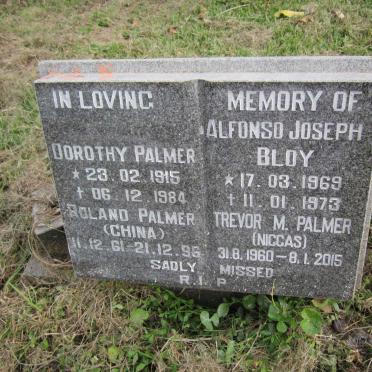 IN LOVING MEMORY OF
DOROTHY PALMER
* 23.02 1915
+ 06.12 1984
ROLAND PALMER
(CHINA)
11.12.61-21.12.96
ALFONSO JOSEPH
BLOY
* 17.03.1969
+ 11.01.1973
TREVOR M. PALMER
(NICCAS)
31.8.1960-8.1.2015
SADLY MISSED
R.I.P